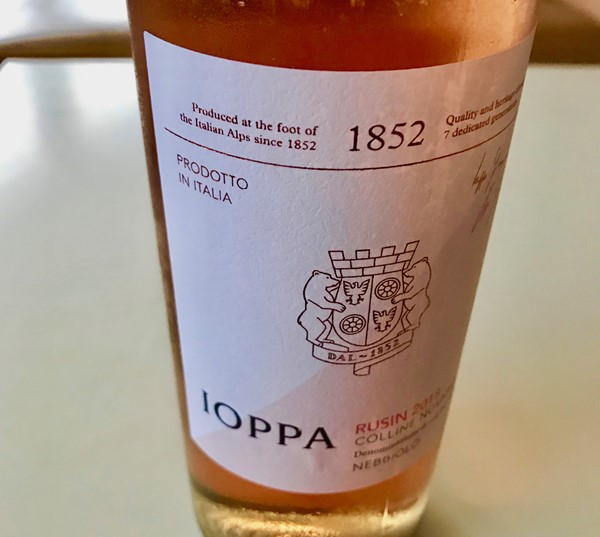 Produced at the foot of
the Italian Alps since 1852
1852
Quality and heritage
7 dedicated
PRODOTTO
IN ITALIA
DAL ~ 1852
IOPPA
RUSIN
COLLINE
NEBBIOLO